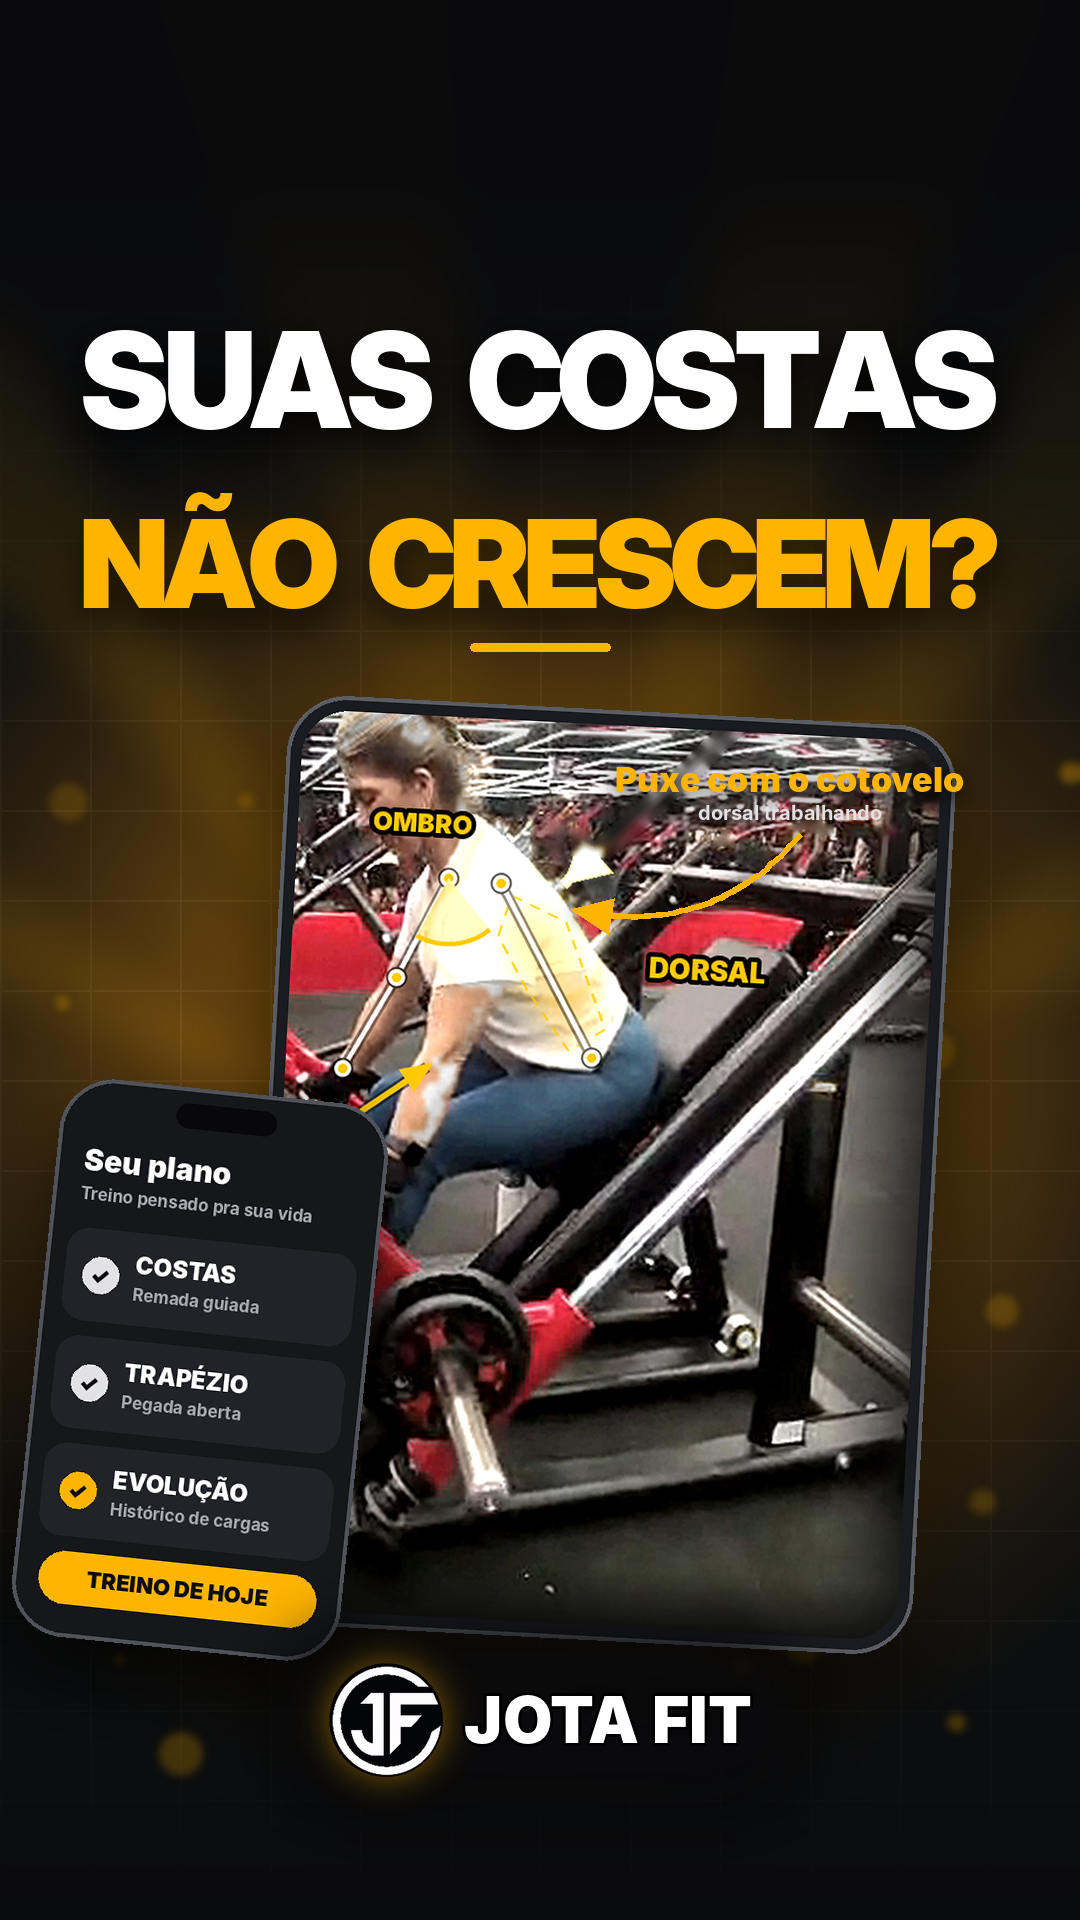 SUAS COSTAS
NÃO CRESCEM?
Puxe com o cotovelo
dorsal trabalhando
OMBRO
DORSAL
Seu plano
Treino pensado pra sua vida
COSTAS
Remada guiada
TRAPÉZIO
Pegada aberta
EVOLUÇÃO
Histórico de cargas
TREINO DE HOJE
JF JOTA FIT